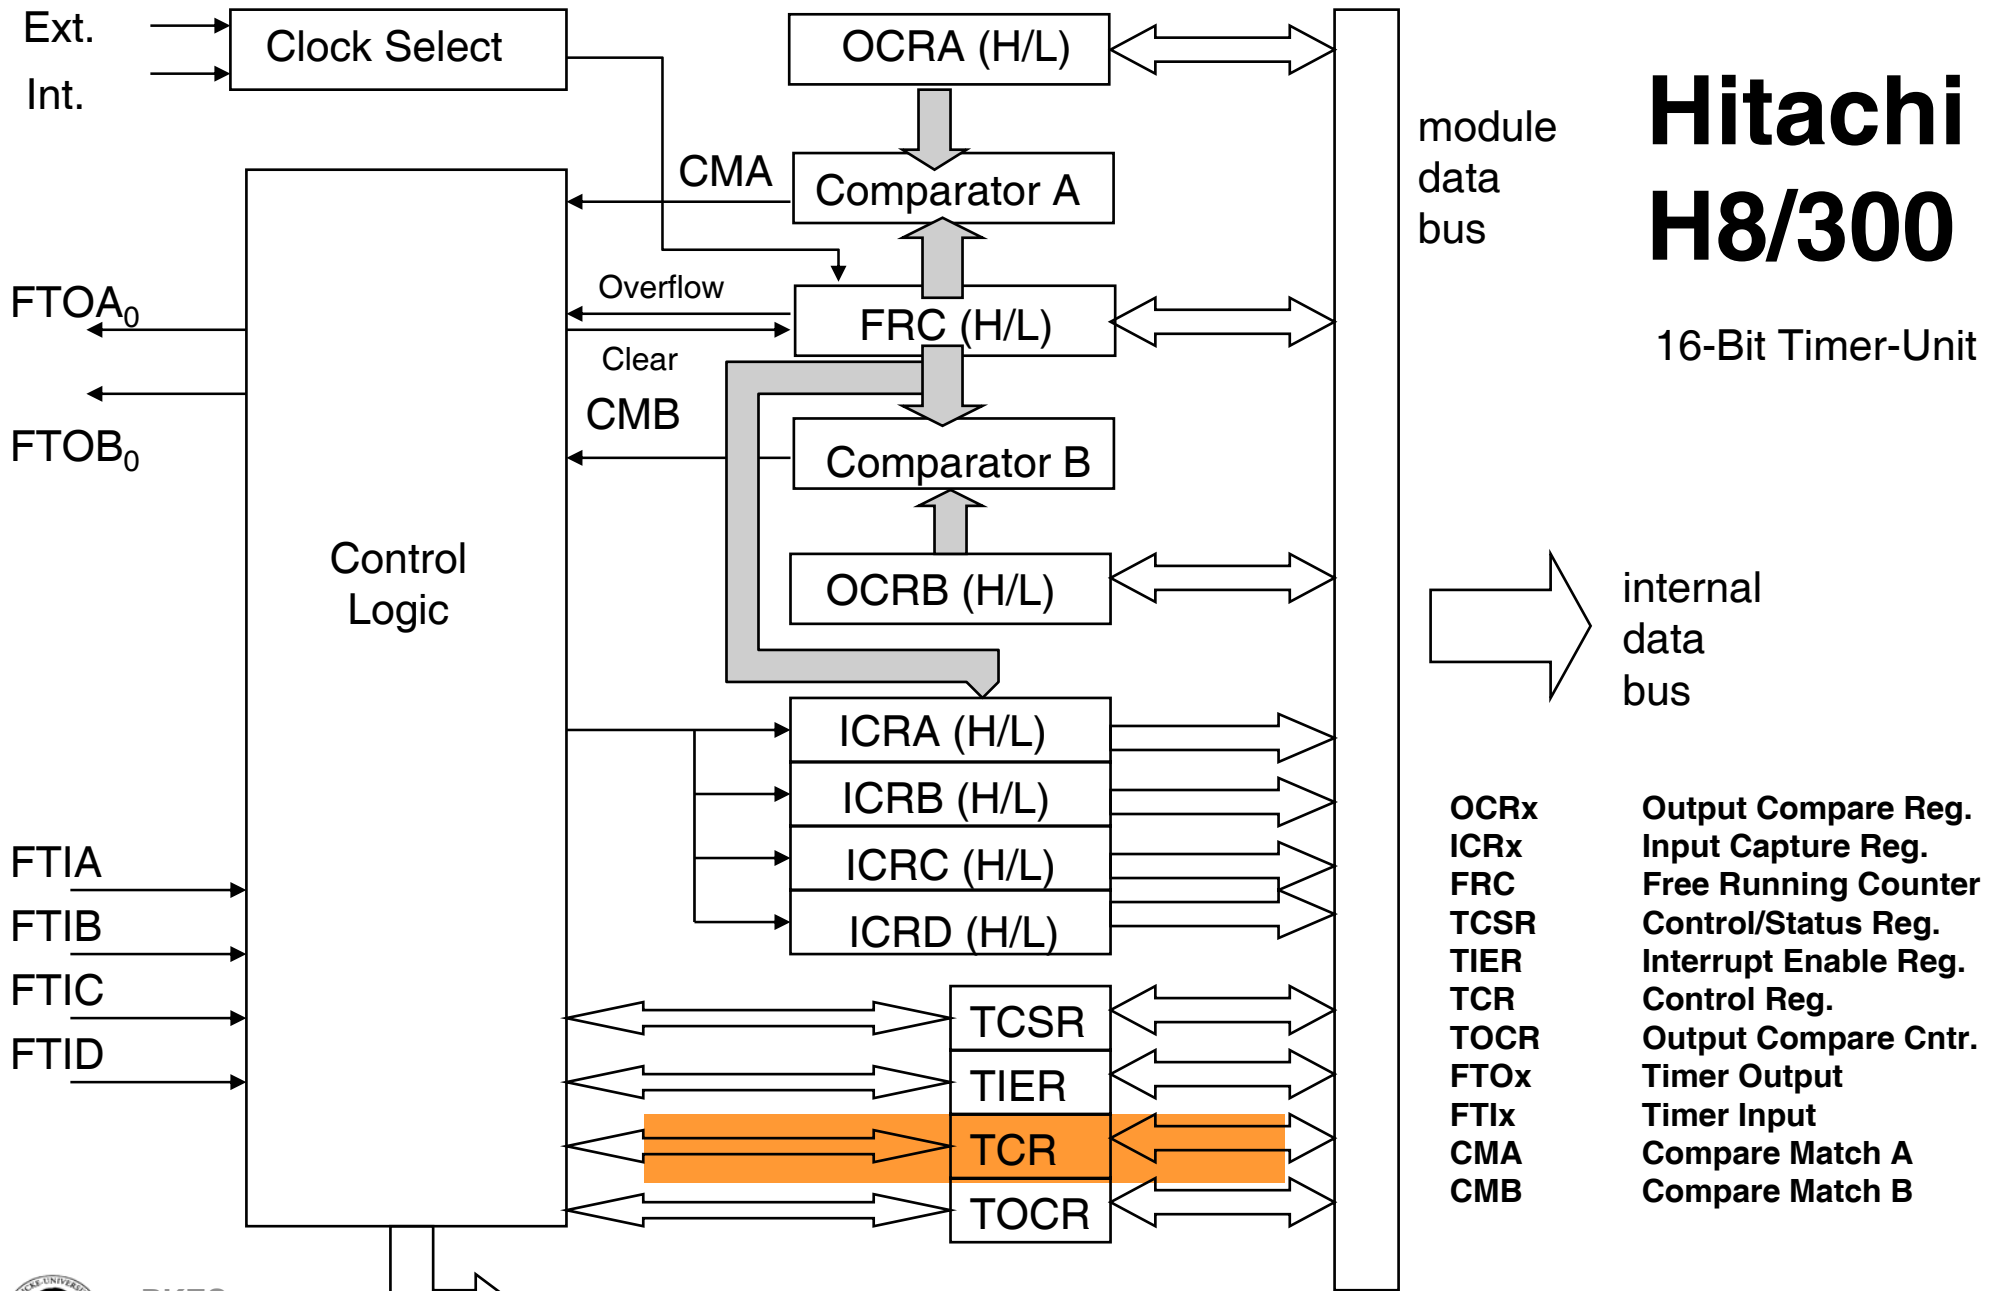 Ext.
Int.
Clock Select
OCRA (H/L)
module
data
bus
Hitachi
H8/300
16-Bit Timer-Unit
CMA
Comparator A
Overflow
FRC (H/L)
Clear
FTOA0
CMB
Comparator B
FTOB0
Control
Logic
OCRB (H/L)
internal
data
bus
ICRA (H/L)
ICRB (H/L)
ICRC (H/L)
ICRD (H/L)
FTIA
FTIB
FTIC
FTID
TCSR
TIER
TCR
TOCR
OCRx Output Compare Reg.
ICRx Input Capture Reg.
FRC Free Running Counter
TCSR Control/Status Reg.
TIER Interrupt Enable Reg.
TCR Control Reg.
TOCR Output Compare Cntr.
FTOx Timer Output
FTIx Timer Input
CMA Compare Match A
CMB Compare Match B